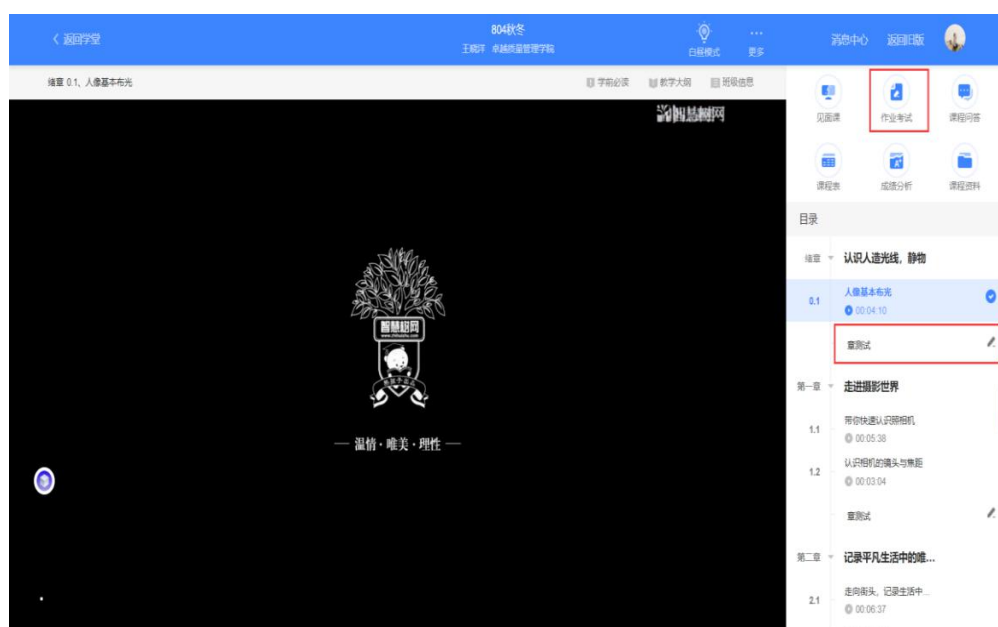 〈 返回学堂
804秋冬
王晓萍 卓越质量管理学院
白昼模式
... 更多
消息中心
返回旧版
绪章 0.1、人像基本布光
学前必读
教学大纲
班级信息
智慧树网
见面课
作业考试
课程问答
课程表
成绩分析
课程资料
目录
绪章 认识人造光线，静物
0.1 人像基本布光
00:04:10
章测试
第一章 走进摄影世界
1.1 带你快速认识照相机
00:05:38
1.2 认识相机的镜头与焦距
00:03:04
章测试
第二章 记录平凡生活中的唯...
2.1 走向街头，记录生活中...
00:06:37
智慧树网
www.zhihuishu.com
— 温情·唯美·理性 —